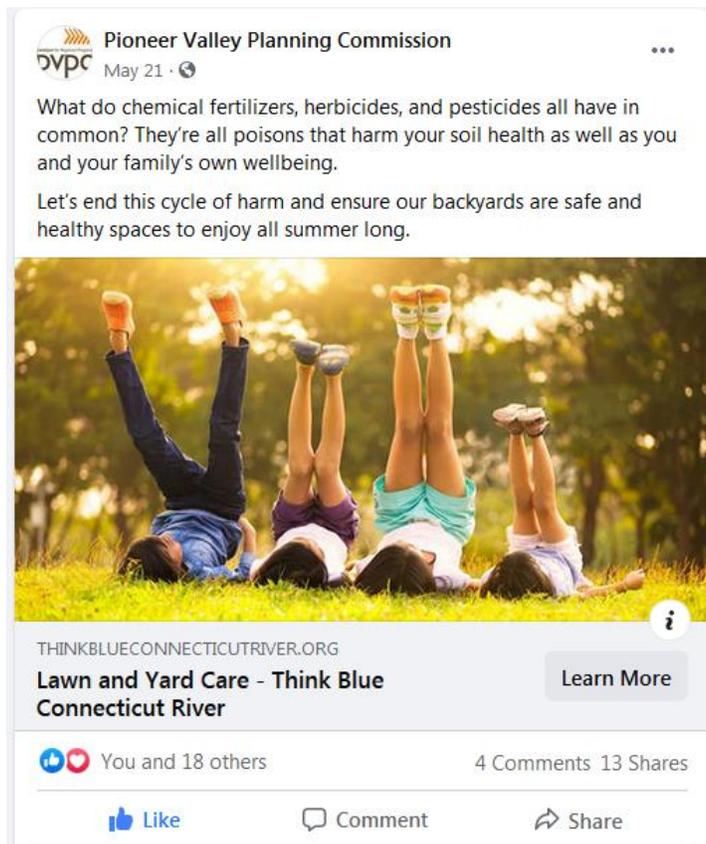 pvpc
Pioneer Valley Planning Commission
May 21 ·
What do chemical fertilizers, herbicides, and pesticides all have in
common? They're all poisons that harm your soil health as well as you
and your family's own wellbeing.
Let's end this cycle of harm and ensure our backyards are safe and
healthy spaces to enjoy all summer long.
i
THINKBLUECONNECTICUTRIVER.ORG
Lawn and Yard Care - Think Blue
Connecticut River
Learn More
You and 18 others
4 Comments 13 Shares
Like
Comment
Share